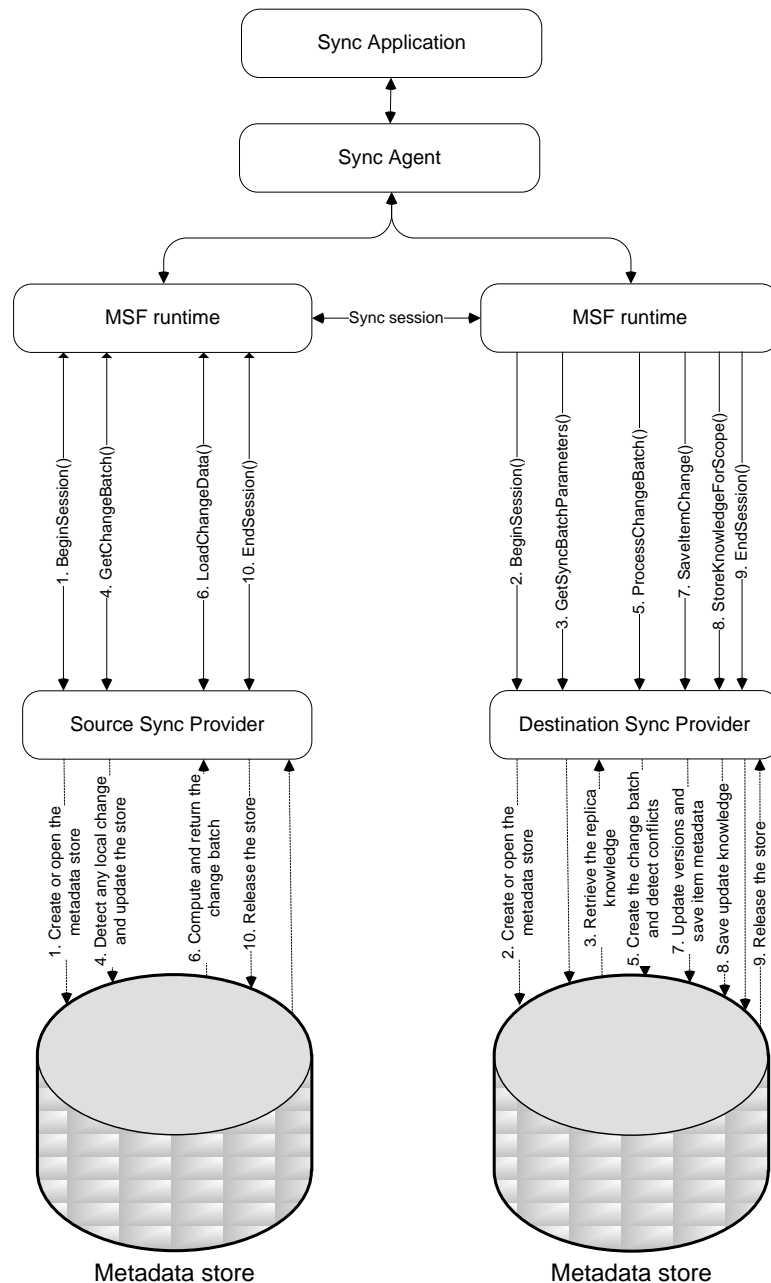 Sync Application
Sync Agent
MSF runtime
Sync session
MSF runtime
1. BeginSession()
4. GetChangeBatch()
6. LoadChangeData()
10. EndSession()
2. BeginSession()
3. GetSyncBatchParameters()
5. ProcessChangeBatch()
7. SaveItemChange()
8. StoreKnowledgeForScope()
9. EndSession()
Source Sync Provider
Destination Sync Provider
1. Create or open the
metadata store
4. Detect any local change
and update the store
6. Compute and return the
change batch
10. Release the store
2. Create or open the
metadata store
3. Retrieve the replica
knowledge
5. Create the change batch
and detect conflicts
7. Update versions and
save item metadata
8. Save update knowledge
9. Release the store
Metadata store
Metadata store